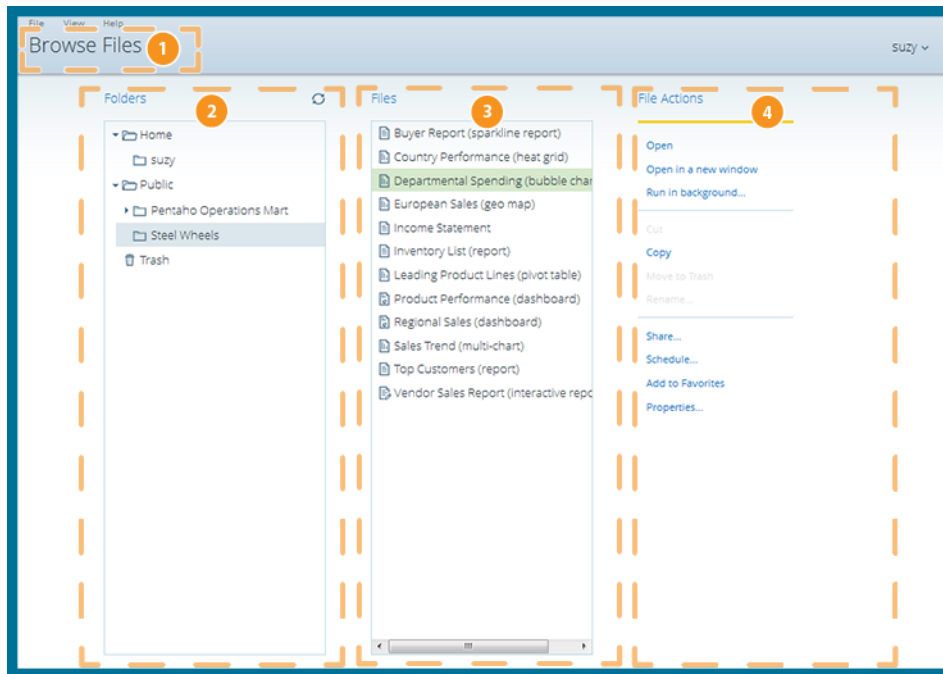 File View Help
Browse Files 1
suzy
Folders 2
Home
suzy
Public
Pentaho Operations Mart
Steel Wheels
Trash
Files 3
Buyer Report (sparkline report)
Country Performance (heat grid)
Departmental Spending (bubble char
European Sales (geo map)
Income Statement
Inventory List (report)
Leading Product Lines (pivot table)
Product Performance (dashboard)
Regional Sales (dashboard)
Sales Trend (multi-chart)
Top Customers (report)
Vendor Sales Report (interactive repo
File Actions 4
Open
Open in a new window
Run in background...
Cut
Copy
Move to Trash
Rename...
Share...
Schedule...
Add to Favorites
Properties...